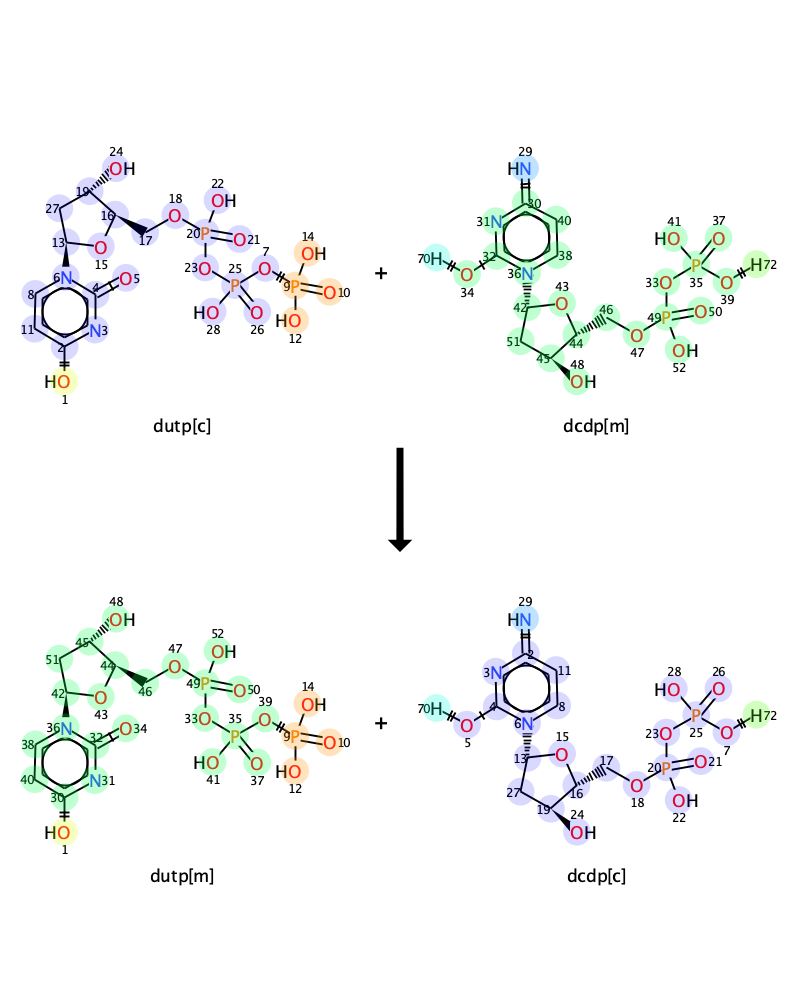 24
OH
19
27
16
13
15
O
17
18
O
22
OH
20
P
21
O
23
O
25
P
7
O
14
OH
9
P
10
O
28
HO
26
O
12
HO
6
N
4
5
O
8
11
3
N
2
HO
1
+
29
HN
30
31
N
40
32
38
36
N
70
H
34
O
42
43
O
46
44
51
45
48
OH
47
O
49
P
50
O
52
OH
33
O
41
HO
37
O
35
P
39
O
72
H
dutp[c]
dcdp[m]
48
OH
45
51
44
42
43
O
46
47
O
52
OH
49
P
50
O
33
O
35
P
39
O
14
OH
9
P
10
O
41
HO
37
O
12
HO
36
N
32
34
O
38
40
31
N
30
HO
1
+
29
HN
2
3
N
11
4
8
6
N
70
H
5
O
13
15
O
17
16
27
19
24
OH
18
O
20
P
21
O
22
OH
23
O
28
HO
26
O
25
P
7
O
72
H
dutp[m]
dcdp[c]